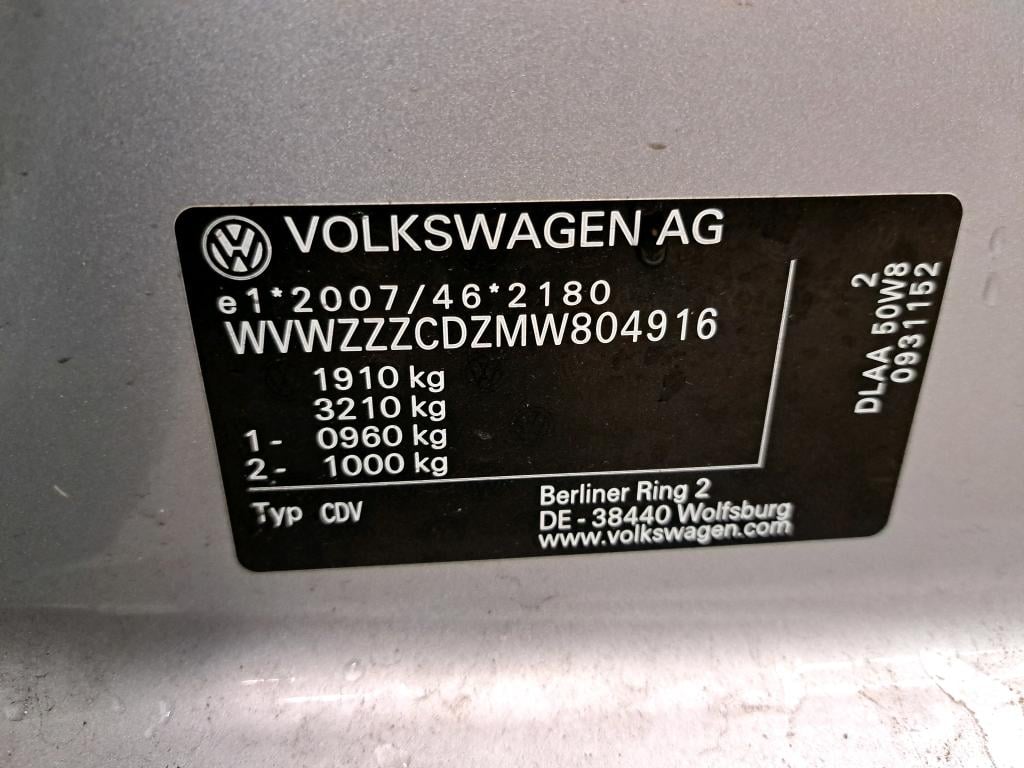 VOLKSWAGEN AG
e1*2007/46*2180
WVWZZZCDZMW804916
1910 kg
3210 kg
1- 0960 kg
2- 1000 kg
Typ CDV
Berliner Ring 2
DE - 38440 Wolfsburg
www.volkswagen.com
2
DLAA 50W8
0931152